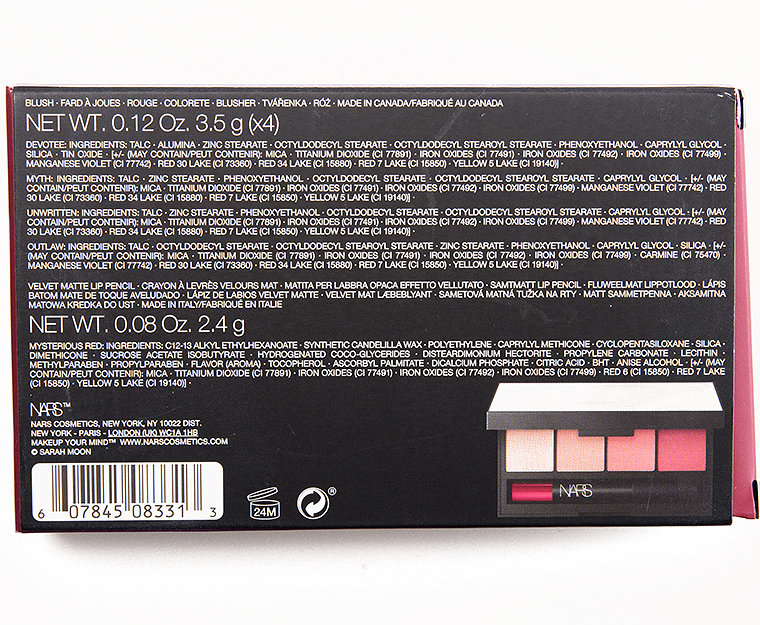 BLUSH · FARD À JOUES · ROUGE · COLORETE · BLUSHER · TVÁŘENKA · RÓŻ · MADE IN CANADA/FABRIQUÉ AU CANADA
NET WT. 0.12 Oz. 3.5 g (x4)
DEVOTEE: INGREDIENTS: TALC · ALUMINA · ZINC STEARATE · OCTYLDODECYL STEARATE · OCTYLDODECYL STEAROYL STEARATE · PHENOXYETHANOL · CAPRYLYL GLYCOL ·
SILICA · TIN OXIDE · [+/- (MAY CONTAIN/PEUT CONTENIR): MICA · TITANIUM DIOXIDE (CI 77891) · IRON OXIDES (CI 77491) · IRON OXIDES (CI 77492) · IRON OXIDES (CI 77499) ·
MANGANESE VIOLET (CI 77742) · RED 30 LAKE (CI 73360) · RED 34 LAKE (CI 15880) · RED 7 LAKE (CI 15850) · YELLOW 5 LAKE (CI 19140)] ·
MYTH: INGREDIENTS: TALC · ZINC STEARATE · PHENOXYETHANOL · OCTYLDODECYL STEARATE · OCTYLDODECYL STEAROYL STEARATE · CAPRYLYL GLYCOL · [+/- (MAY
CONTAIN/PEUT CONTENIR): MICA · TITANIUM DIOXIDE (CI 77891) · IRON OXIDES (CI 77491) · IRON OXIDES (CI 77492) · IRON OXIDES (CI 77499) · MANGANESE VIOLET (CI 77742) · RED 30
LAKE (CI 73360) · RED 34 LAKE (CI 15880) · RED 7 LAKE (CI 15850) · YELLOW 5 LAKE (CI 19140)] ·
UNWRITTEN: INGREDIENTS: TALC · ZINC STEARATE · PHENOXYETHANOL · OCTYLDODECYL STEARATE · OCTYLDODECYL STEAROYL STEARATE · CAPRYLYL GLYCOL · [+/- (MAY
CONTAIN/PEUT CONTENIR): MICA · TITANIUM DIOXIDE (CI 77891) · IRON OXIDES (CI 77491) · IRON OXIDES (CI 77492) · IRON OXIDES (CI 77499) · MANGANESE VIOLET (CI 77742) · RED 30
LAKE (CI 73360) · RED 34 LAKE (CI 15880) · RED 7 LAKE (CI 15850) · YELLOW 5 LAKE (CI 19140)] ·
OUTLAW: INGREDIENTS: TALC · OCTYLDODECYL STEARATE · OCTYLDODECYL STEAROYL STEARATE · ZINC STEARATE · PHENOXYETHANOL · CAPRYLYL GLYCOL · SILICA · [+/-
(MAY CONTAIN/PEUT CONTENIR): MICA · TITANIUM DIOXIDE (CI 77891) · IRON OXIDES (CI 77491) · IRON OXIDES (CI 77492) · IRON OXIDES (CI 77499) · CARMINE (CI 75470) ·
MANGANESE VIOLET (CI 77742) · RED 30 LAKE (CI 73360) · RED 34 LAKE (CI 15880) · RED 7 LAKE (CI 15850) · YELLOW 5 LAKE (CI 19140)] ·
VELVET MATTE LIP PENCIL · CRAYON À LEVRÈS VELOURS MAT · MATITA PER LABBRA OPACA EFFETTO VELLUTATO · SAMTMATT LIP PENCIL · FLUWEELMAT LIPPOTLOOD · LÁPIS
BATOM MATE DE TOQUE AVELUDADO · LÁPIZ DE LABIOS VELVET MATTE · VELVET MAT LÆBEBLYANT · SAMETOVÁ MATNÁ TUŽKA NA RTY · MATT SAMMETPENNA · AKSAMITNA
MATOWA KREDKA DO UST · MADE IN ITALY/FABRIQUÉ EN ITALIE
NET WT. 0.08 Oz. 2.4 g
MYSTERIOUS RED: INGREDIENTS: C12-13 ALKYL ETHYLHEXANOATE · SYNTHETIC CANDELILLA WAX · POLYETHYLENE · CAPRYLYL METHICONE · CYCLOPENTASILOXANE · SILICA ·
DIMETHICONE · SUCROSE ACETATE ISOBUTYRATE · HYDROGENATED COCO-GLYCERIDES · DISTEARDIMONIUM HECTORITE · PROPYLENE CARBONATE · LECITHIN ·
METHYLPARABEN · PROPYLPARABEN · FLAVOR (AROMA) · TOCOPHEROL · ASCORBYL PALMITATE · DICALCIUM PHOSPHATE · CITRIC ACID · BHT · ANISE ALCOHOL · [+/- (MAY
CONTAIN/PEUT CONTENIR): TITANIUM DIOXIDE (CI 77891) · IRON OXIDES (CI 77491) · IRON OXIDES (CI 77492) · IRON OXIDES (CI 77499) · RED 6 (CI 15850) · RED 7 LAKE
(CI 15850) · YELLOW 5 LAKE (CI 19140)] ·
NARS™
NARS COSMETICS, NEW YORK, NY 10022 DIST.
NEW YORK - PARIS - LONDON (UK) WC1A 1HB
MAKEUP YOUR MIND™ WWW.NARSCOSMETICS.COM
© SARAH MOON
NARS
6 07845 08331 3
24M
®